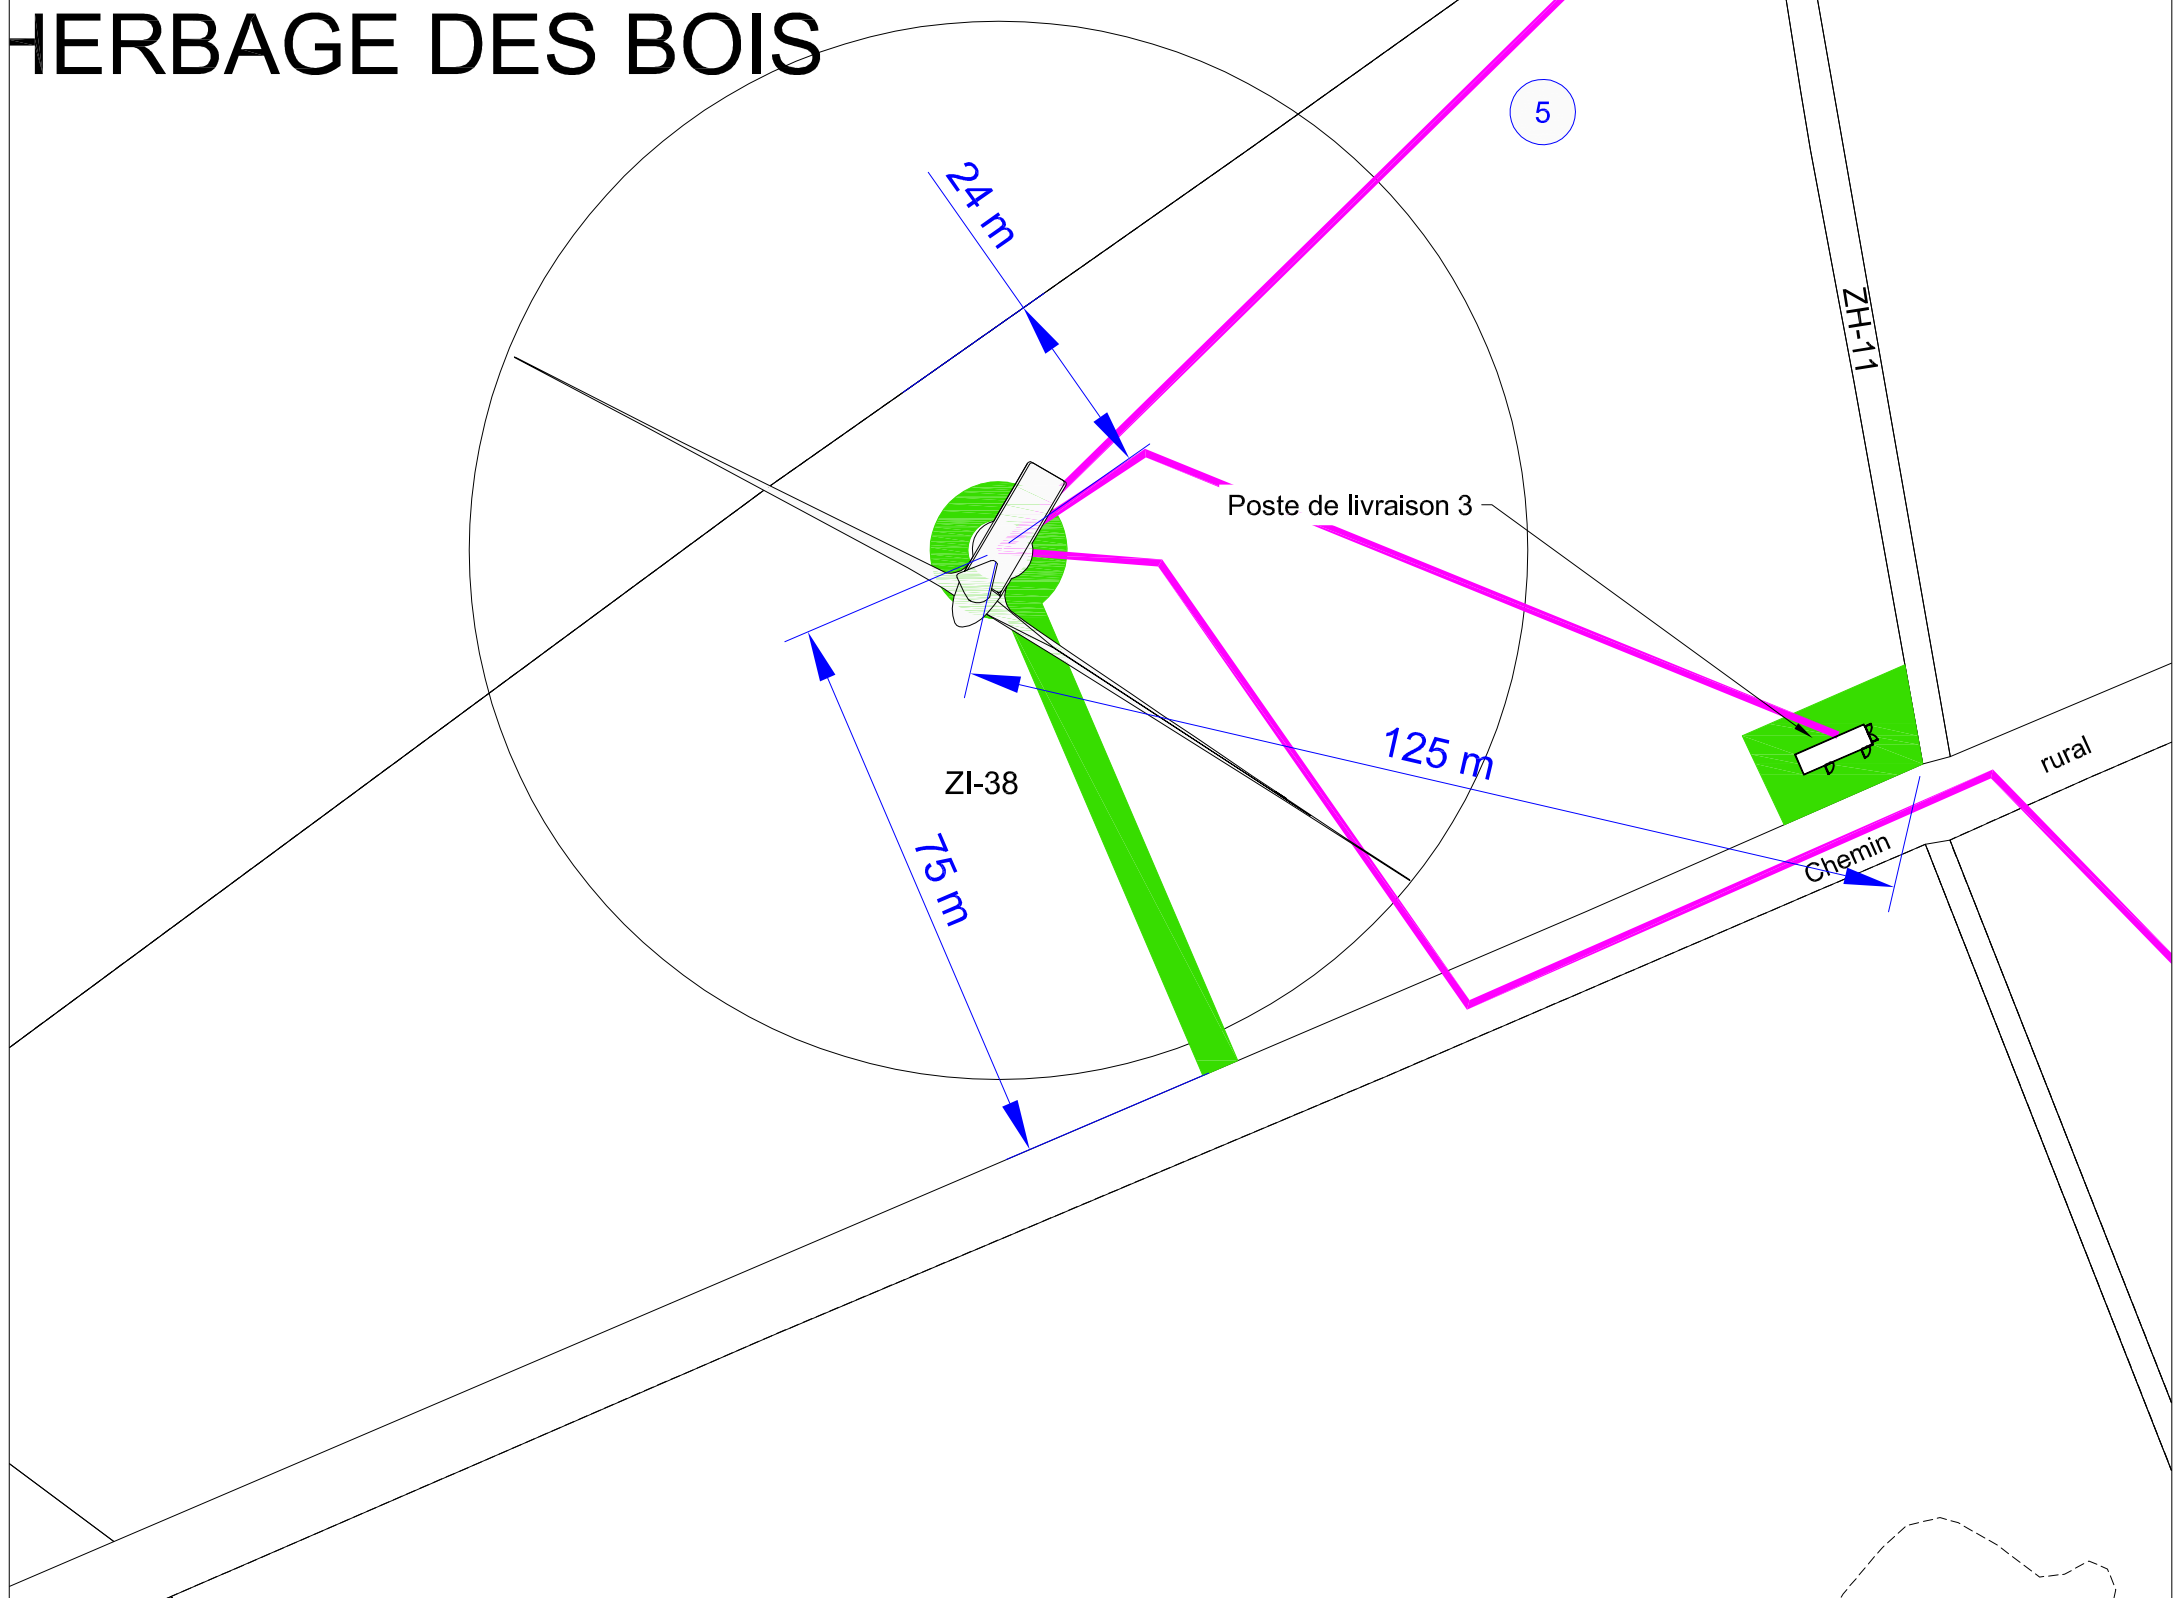 HERBAGE DES BOIS
5
24 m
ZH-11
Poste de livraison 3
125 m
rural
ZI-38
Chemin
75 m